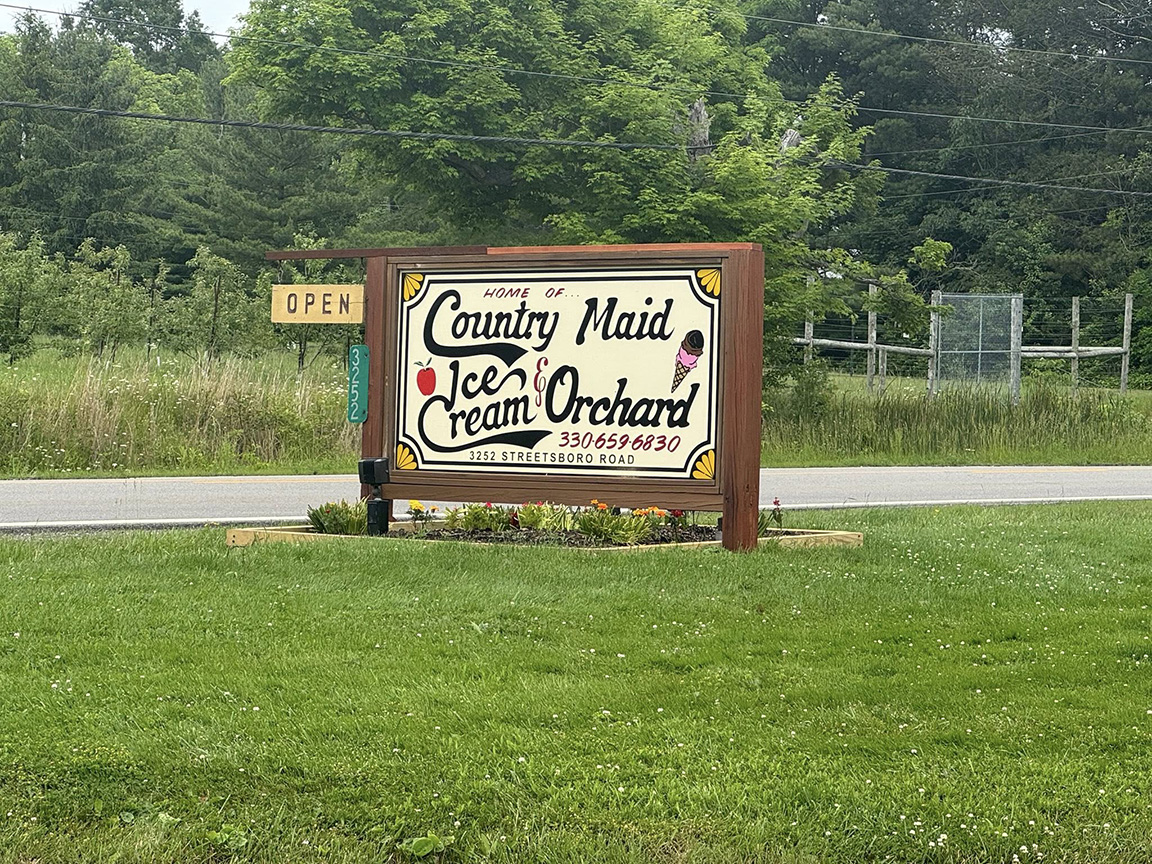 OPEN
3252
HOME OF...
Country Maid
Ice & Orchard
Cream
330-659-6830
3252 STREETSBORO ROAD